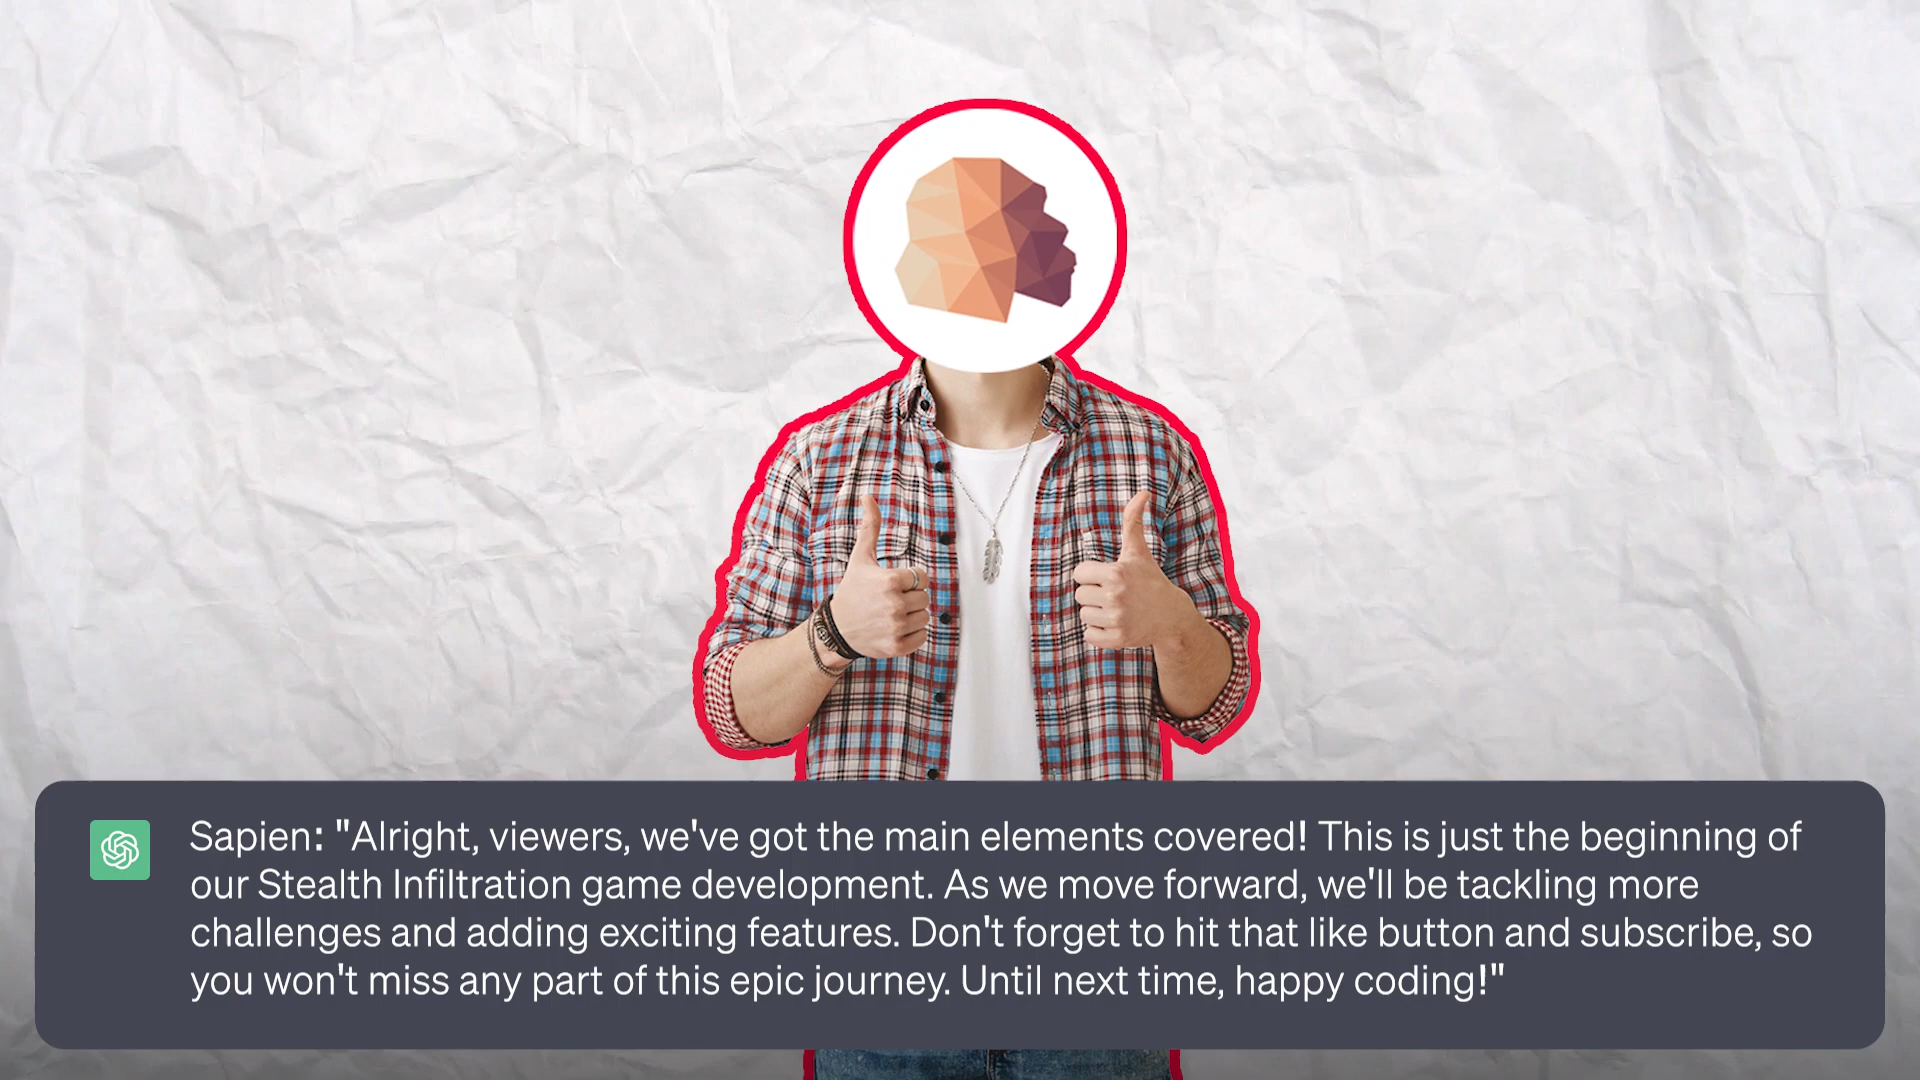 Sapien: "Alright, viewers, we've got the main elements covered! This is just the beginning of
our Stealth Infiltration game development. As we move forward, we'll be tackling more
challenges and adding exciting features. Don't forget to hit that like button and subscribe, so
you won't miss any part of this epic journey. Until next time, happy coding!"